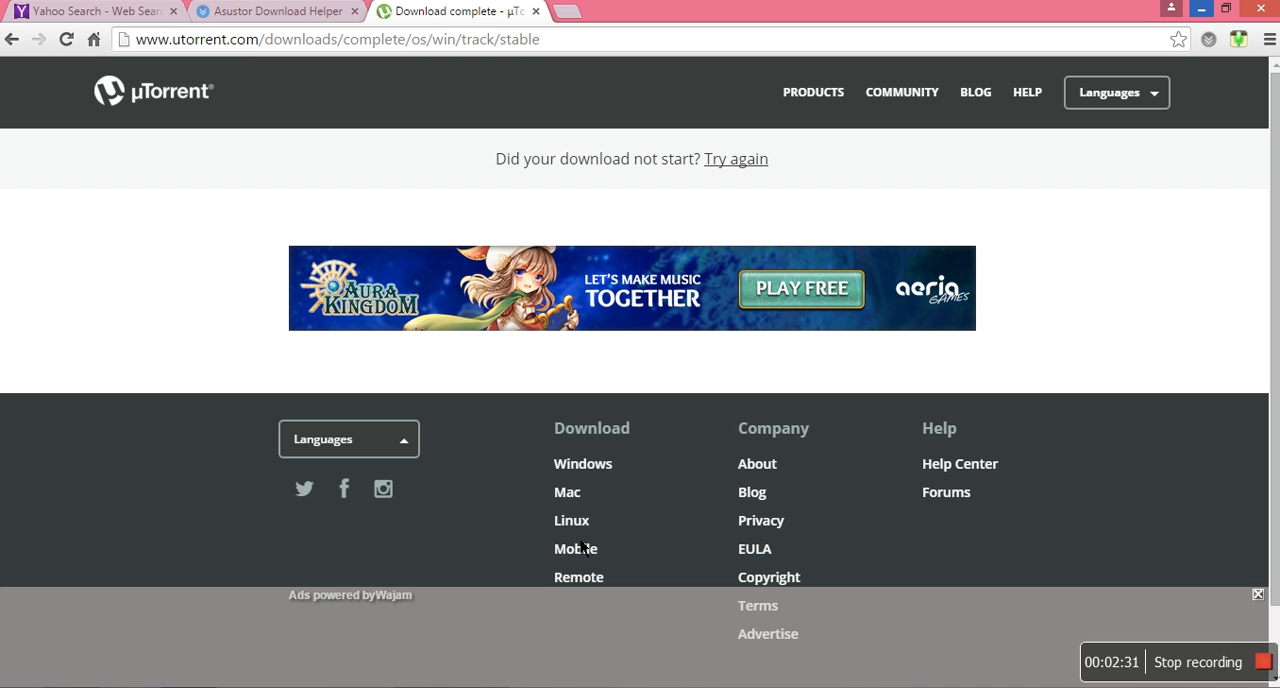 Yahoo Search - Web Sear
Asustor Download Helper
Download complete - µTc
www.utorrent.com/downloads/complete/os/win/track/stable
µTorrent®
PRODUCTS COMMUNITY BLOG HELP Languages
Did your download not start? Try again
AURA KINGDOM
LET'S MAKE MUSIC
TOGETHER
PLAY FREE
aeria GAMES
Languages
Download
Windows
Mac
Linux
Mobile
Remote
Company
About
Blog
Privacy
EULA
Copyright
Terms
Advertise
Help
Help Center
Forums
Ads powered byWajam
00:02:31 Stop recording